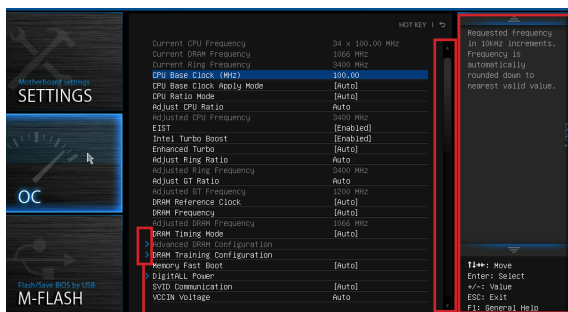 HOT KEY |
Motherboard settings
SETTINGS
OC
Flash/Save BIOS by USB
M-FLASH
Current CPU Frequency 34 x 100.00 MHz
Current DRAM Frequency 1066 MHz
Current Ring Frequency 3400 MHz
CPU Base Clock (MHz) 100.00
CPU Base Clock Apply Mode [Auto]
CPU Ratio Mode [Auto]
Adjust CPU Ratio Auto
Adjusted CPU Frequency 3400 MHz
EIST [Enabled]
Intel Turbo Boost [Enabled]
Enhanced Turbo [Auto]
Adjust Ring Ratio Auto
Adjusted Ring Frequency 3400 MHz
Adjust GT Ratio Auto
Adjusted GT Frequency 1200 MHz
DRAM Reference Clock [Auto]
DRAM Frequency [Auto]
Adjusted DRAM Frequency 1066 MHz
DRAM Timing Mode [Auto]
> Advanced DRAM Configuration
> DRAM Training Configuration
Memory Fast Boot [Auto]
> DigitALL Power
SVID Communication [Auto]
VCCIN Voltage Auto
Requested frequency
in 10kHz increments.
Frequency is
automatically
rounded down to
nearest valid value.
↑↓→←: Move
Enter: Select
+/-: Value
ESC: Exit
F1: General Help